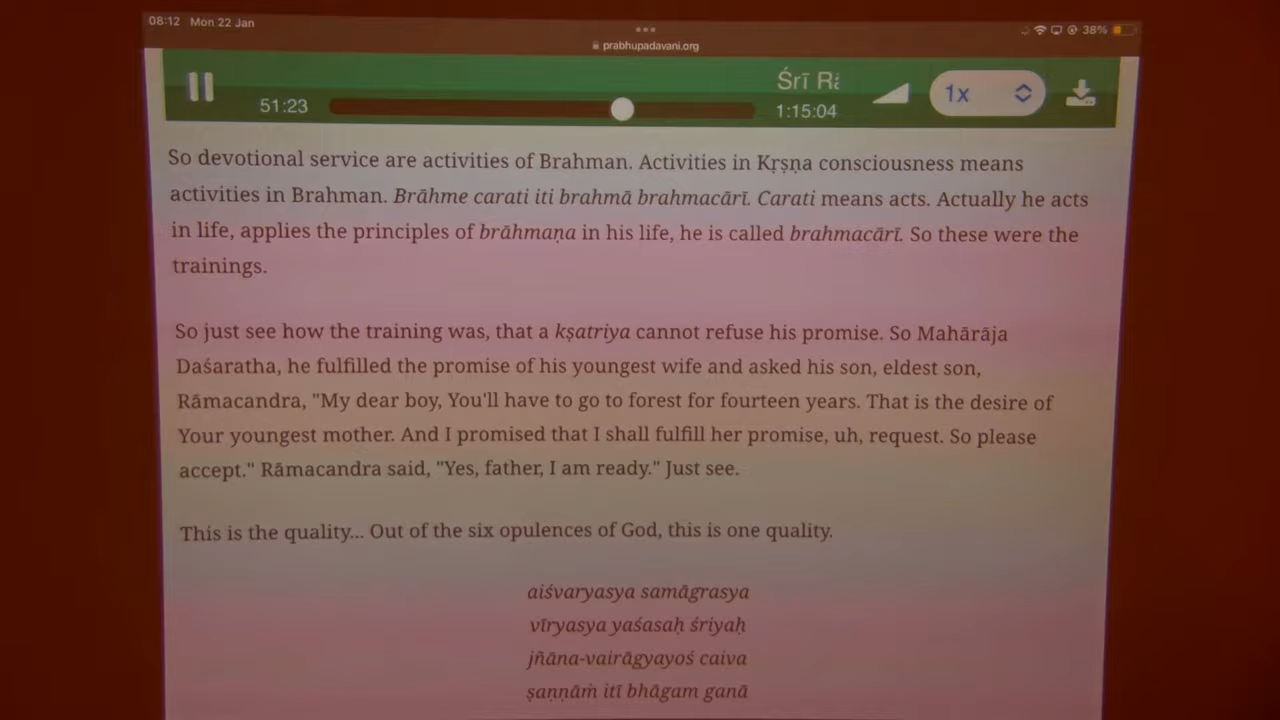 08:12 Mon 22 Jan
prabhupadavani.org
38%
51:23
Śrī Rā
1:15:04
1x
So devotional service are activities of Brahman. Activities in Kṛṣṇa consciousness means
activities in Brahman. Brāhme carati iti brahmā brahmacārī. Carati means acts. Actually he acts
in life, applies the principles of brāhmaṇa in his life, he is called brahmacārī. So these were the
trainings.
So just see how the training was, that a kṣatriya cannot refuse his promise. So Mahārāja
Daśaratha, he fulfilled the promise of his youngest wife and asked his son, eldest son,
Rāmacandra, "My dear boy, You'll have to go to forest for fourteen years. That is the desire of
Your youngest mother. And I promised that I shall fulfill her promise, uh, request. So please
accept." Rāmacandra said, "Yes, father, I am ready." Just see.
This is the quality... Out of the six opulences of God, this is one quality.
aiśvaryasya samāgrasya
vīryasya yaśasaḥ śriyaḥ
jñāna-vairāgyayoś caiva
ṣaṇṇāṁ itī bhāgam ganā